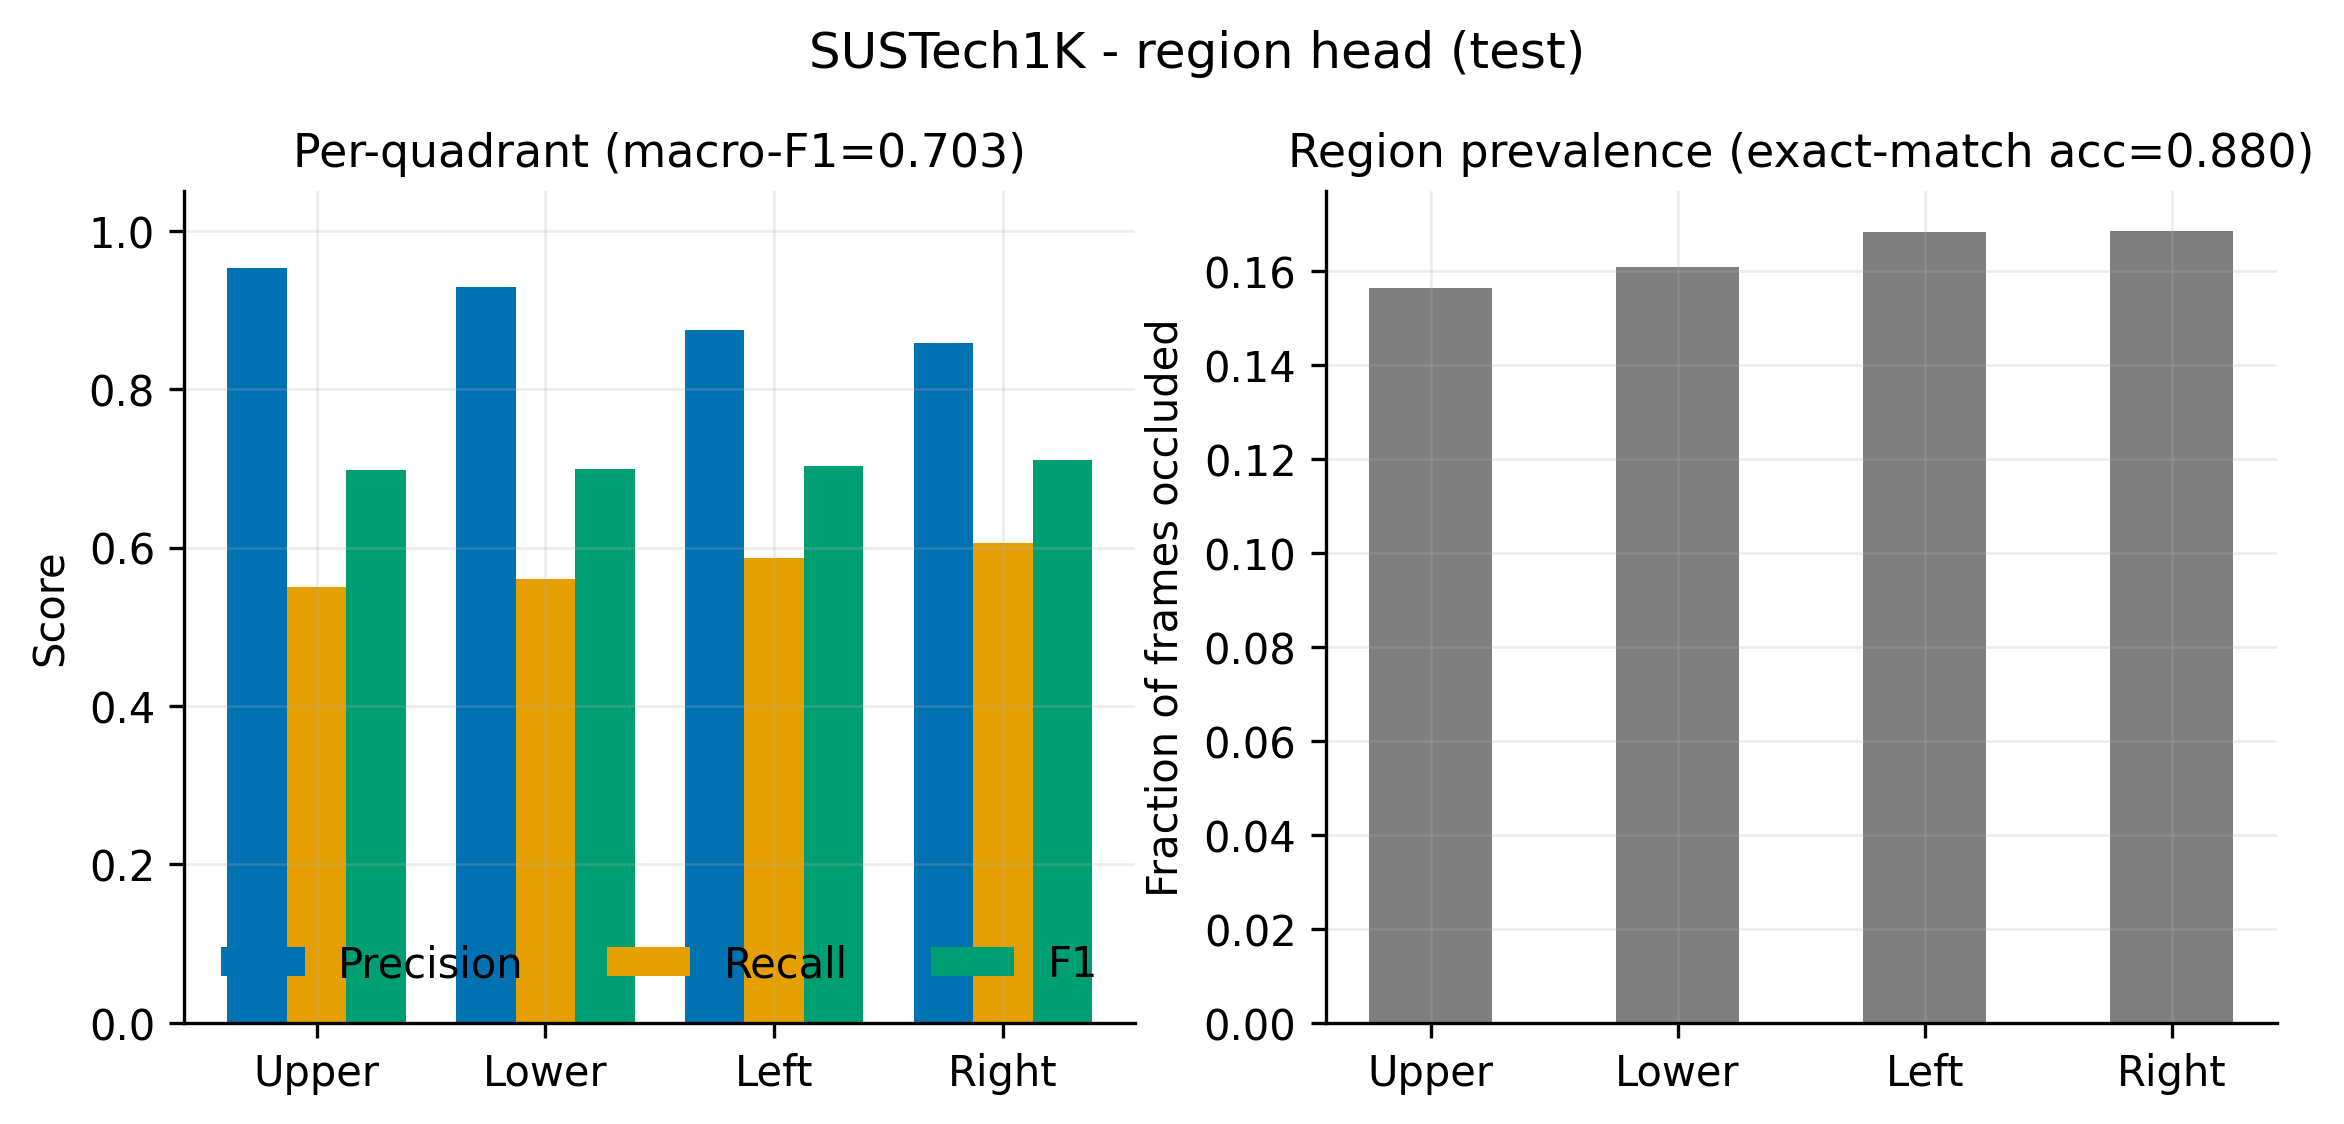 SUSTech1K - region head (test)
Per-quadrant (macro-F1=0.703)
Score
1.0
0.8
0.6
0.4
0.2
0.0
Precision
Recall
F1
Upper
Lower
Left
Right
Region prevalence (exact-match acc=0.880)
Fraction of frames occluded
0.16
0.14
0.12
0.10
0.08
0.06
0.04
0.02
0.00
Upper
Lower
Left
Right